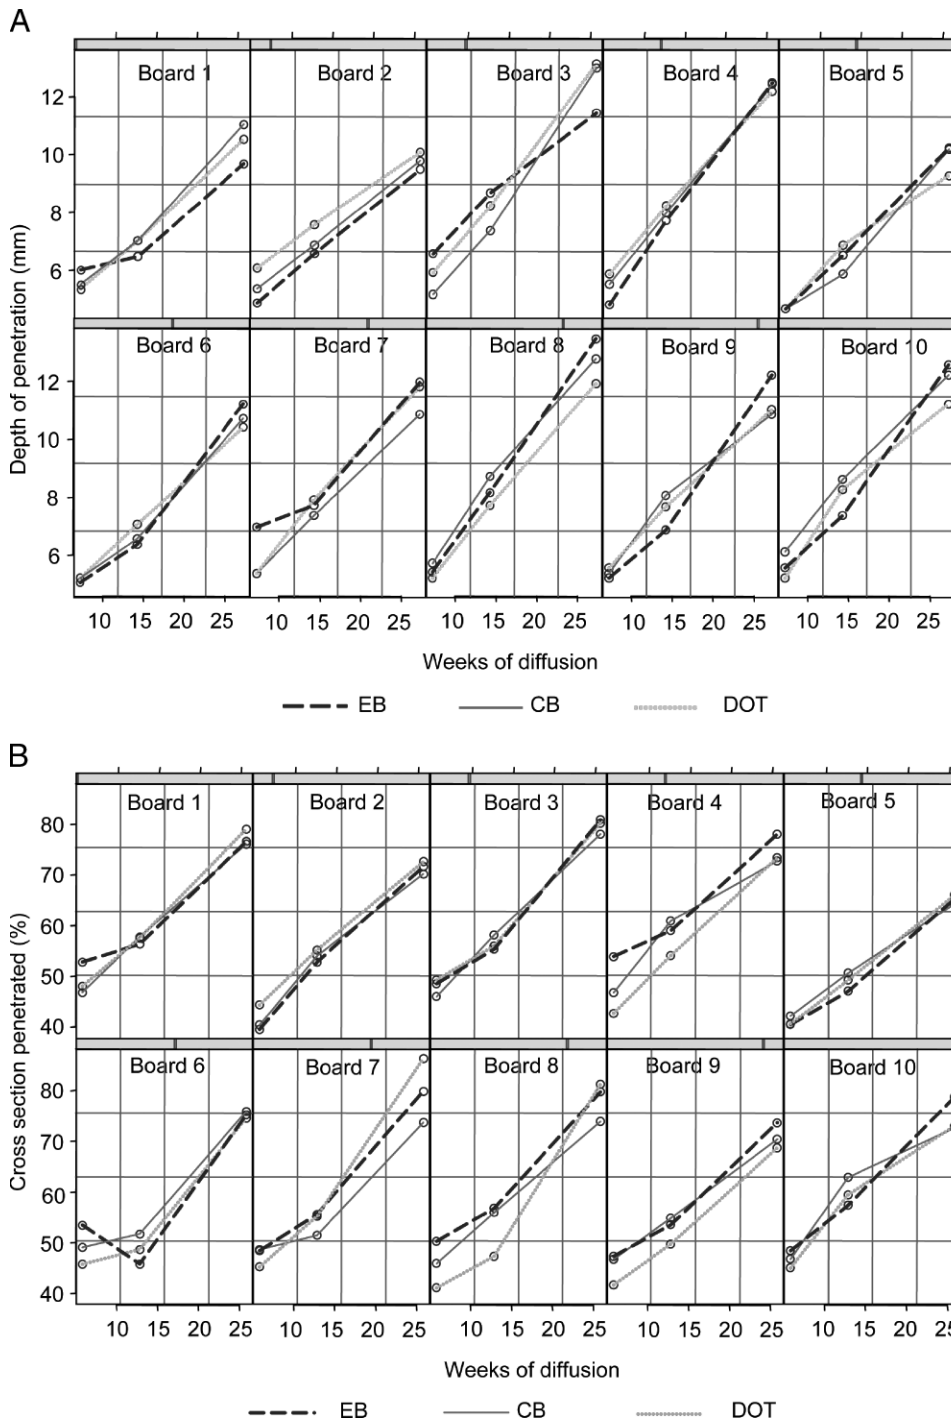 A
Board 1 Board 2 Board 3 Board 4 Board 5
12
10
8
6
Board 6 Board 7 Board 8 Board 9 Board 10
12
10
8
6
Depth of penetration (mm)
10 15 20 25 10 15 20 25 10 15 20 25 10 15 20 25 10 15 20 25
Weeks of diffusion
EB CB DOT
B
Board 1 Board 2 Board 3 Board 4 Board 5
80
70
60
50
40
Board 6 Board 7 Board 8 Board 9 Board 10
80
70
60
50
40
Cross section penetrated (%)
10 15 20 25 10 15 20 25 10 15 20 25 10 15 20 25 10 15 20 25
Weeks of diffusion
EB CB DOT